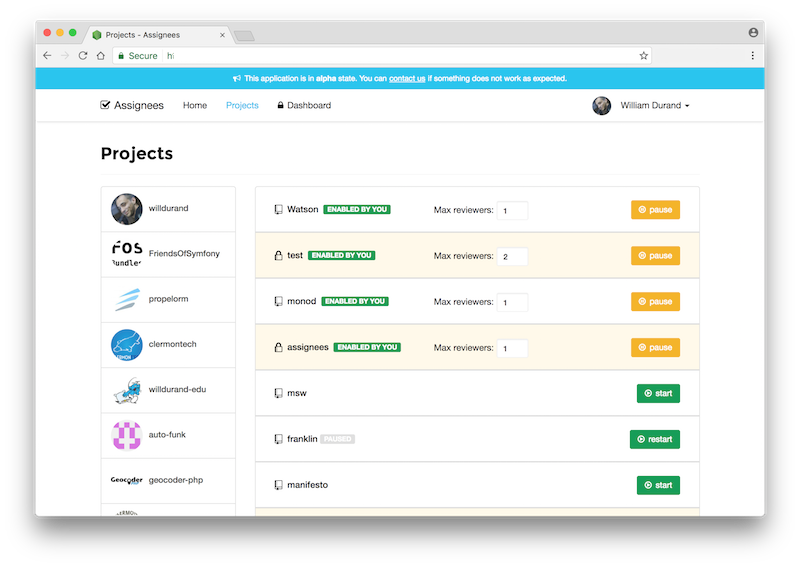 Projects - Assignees
Secure hi
This application is in alpha state. You can contact us if something does not work as expected.
Assignees Home Projects Dashboard William Durand
Projects
willdurand
FriendsOfSymfony
propelorm
clermontech
willdurand-edu
auto-funk
Geocoder geocoder-php
Watson ENABLED BY YOU Max reviewers: 1 pause
test ENABLED BY YOU Max reviewers: 2 pause
monod ENABLED BY YOU Max reviewers: 1 pause
assignees ENABLED BY YOU Max reviewers: 1 pause
msw start
franklin PAUSED restart
manifesto start